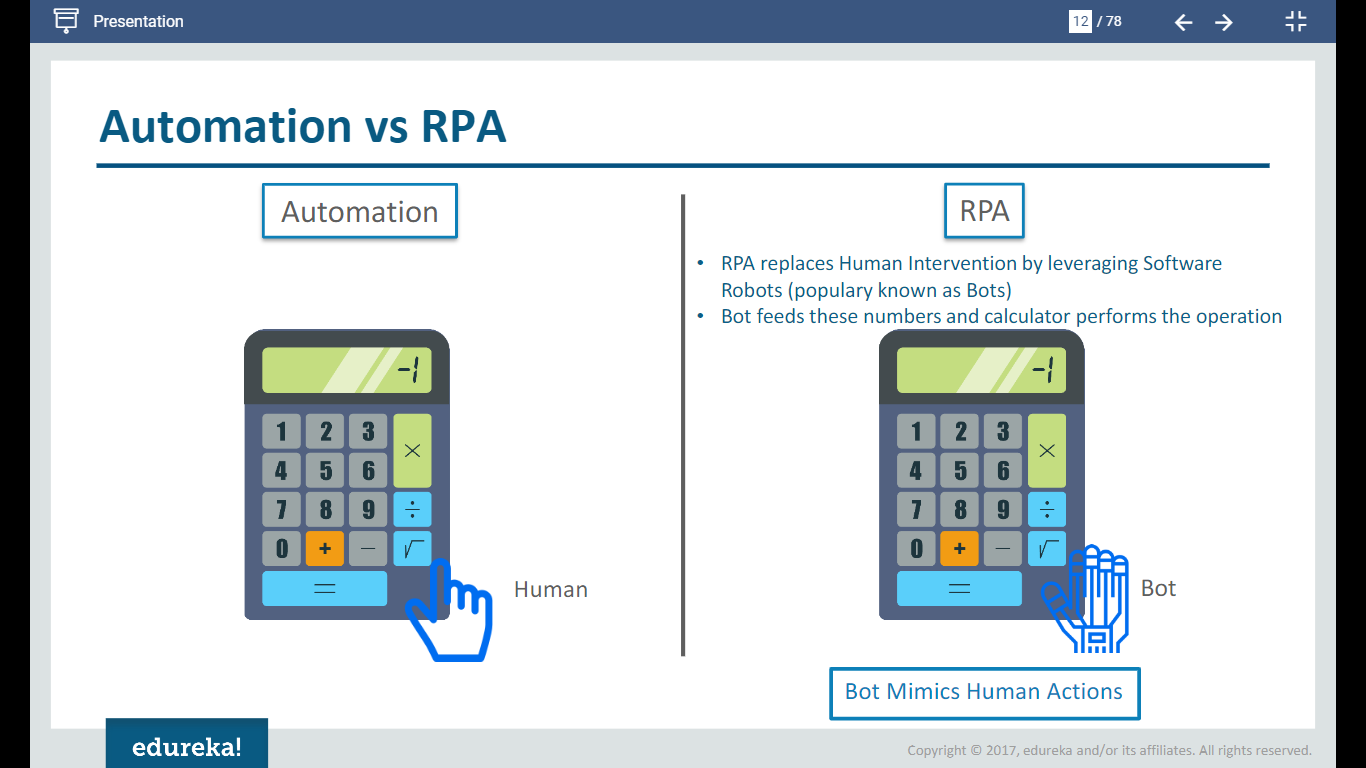 Presentation
12 / 78
Automation vs RPA
Automation
RPA
• RPA replaces Human Intervention by leveraging Software
Robots (populary known as Bots)
• Bot feeds these numbers and calculator performs the operation
-1
1 2 3 ×
4 5 6
7 8 9 ÷
0 + − √
=
Human
-1
1 2 3 ×
4 5 6
7 8 9 ÷
0 + − √
=
Bot
Bot Mimics Human Actions
edureka!
Copyright © 2017, edureka and/or its affiliates. All rights reserved.